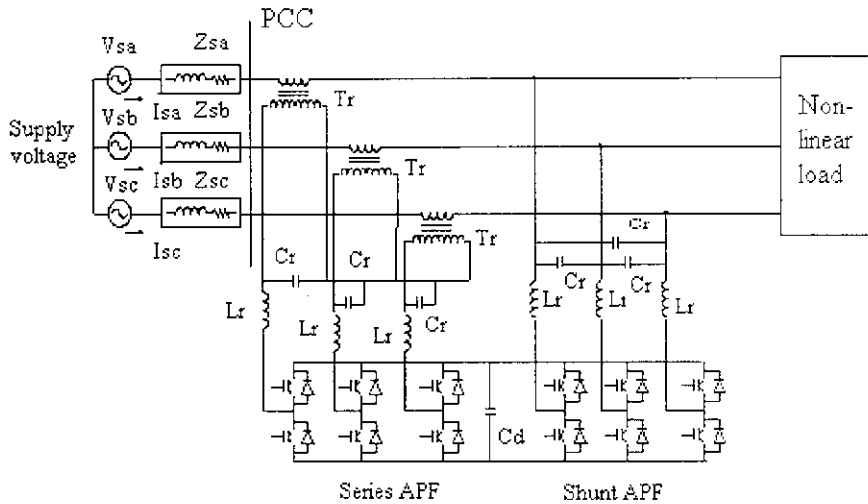 PCC
Vsa
Zsa
Isa
Tr
Vsb
Zsb
Supply
voltage
Isb
Tr
Vsc
Zsc
Isc
Tr
Non-
linear
load
Cr
Cr
Cr
Cr
Cr
Cr
Lr
Lr
Lr
Lr
Lr
Lr
Cd
Series APF
Shunt APF